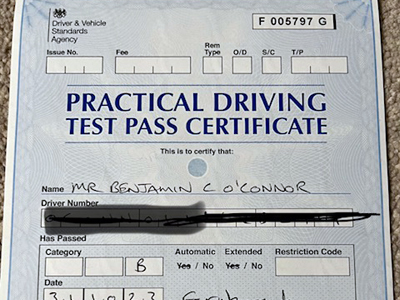 Driver & Vehicle
Standards
Agency
F 005797 G
Issue No. Fee Rem Type O/D S/C T/P
PRACTICAL DRIVING
TEST PASS CERTIFICATE
This is to certify that:
Name MR BENJAMIN C O'CONNOR
Driver Number
Has Passed
Category Automatic Extended Restriction Code
B Yes / No Yes / No
Date